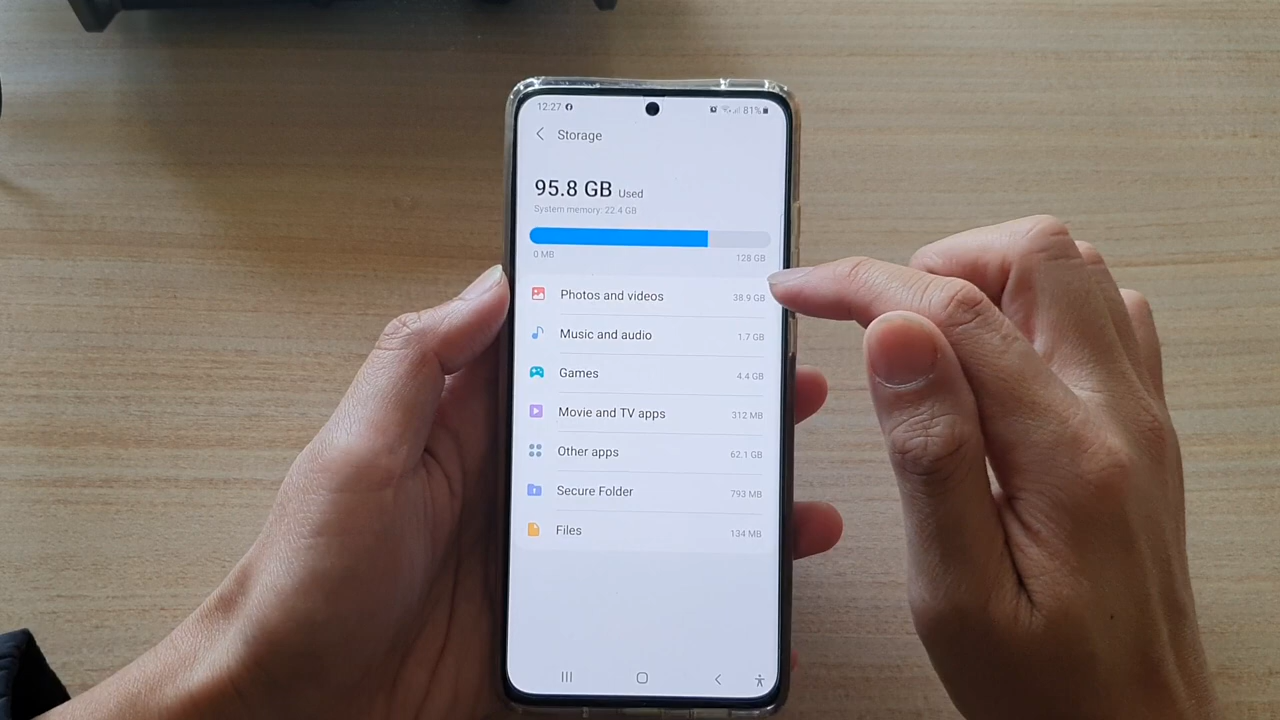 12:27 81%
Storage
95.8 GB Used
System memory: 22.4 GB
0 MB 128 GB
Photos and videos 38.9 GB
Music and audio 1.7 GB
Games 4.4 GB
Movie and TV apps 312 MB
Other apps 62.1 GB
Secure Folder 793 MB
Files 134 MB